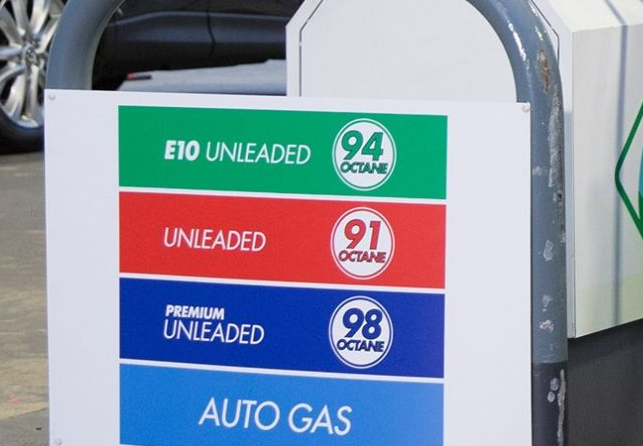 E10 UNLEADED 94
OCTANE
UNLEADED 91
OCTANE
PREMIUM
UNLEADED 98
OCTANE
AUTO GAS